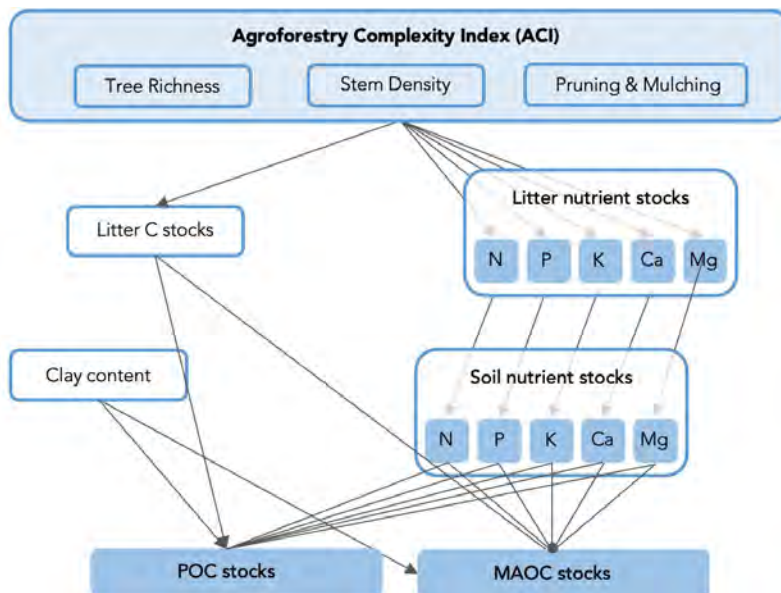 Agroforestry Complexity Index (ACI)
Tree Richness Stem Density Pruning & Mulching
Litter nutrient stocks
Litter C stocks
N P K Ca Mg
Clay content
Soil nutrient stocks
N P K Ca Mg
POC stocks MAOC stocks